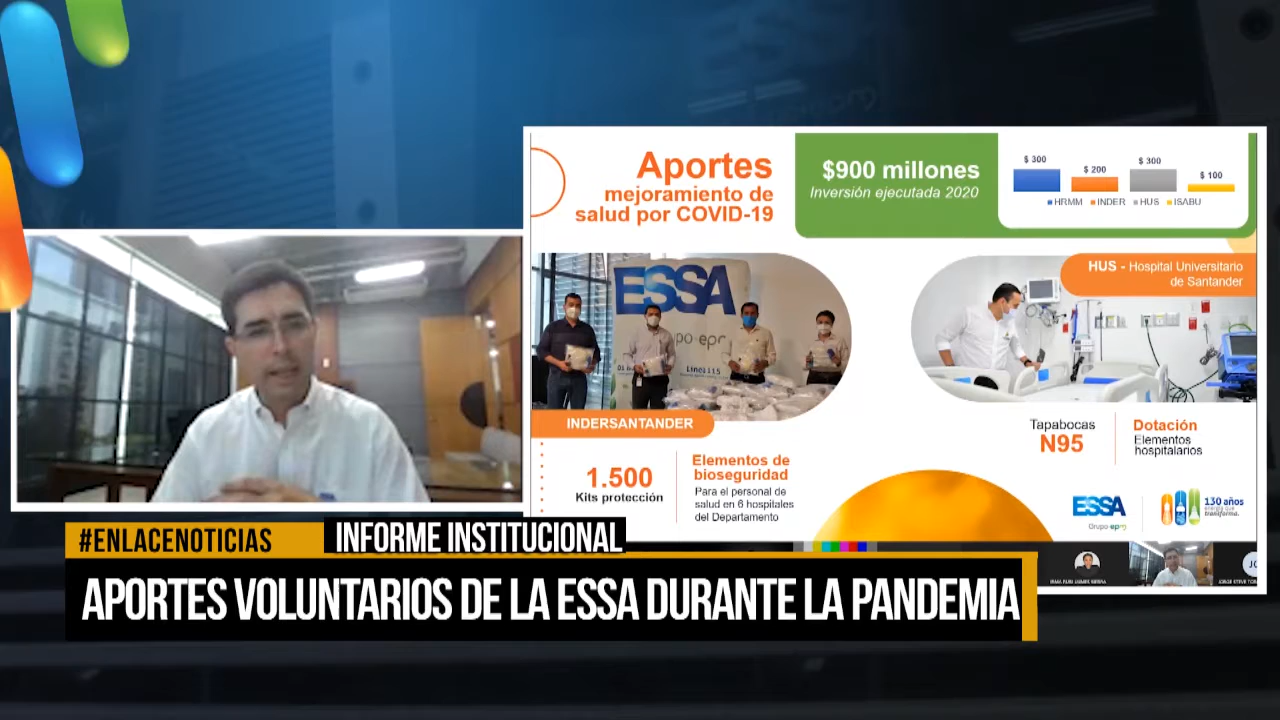 Aportes
mejoramiento de
salud por COVID-19
$900 millones
Inversión ejecutada 2020
$ 300
$ 200
$ 300
$ 100
HRMM INDER HUS ISABU
ESSA
HUS - Hospital Universitario
de Santander
INDERSANTANDER
1.500
Kits protección
Elementos de
bioseguridad
Para el personal de
salud en 6 hospitales
del Departamento
Tapabocas
N95
Dotación
Elementos
hospitalarios
ESSA
Grupo·epm
130 años
energía que
transforma.
#ENLACENOTICIAS
INFORME INSTITUCIONAL
APORTES VOLUNTARIOS DE LA ESSA DURANTE LA PANDEMIA